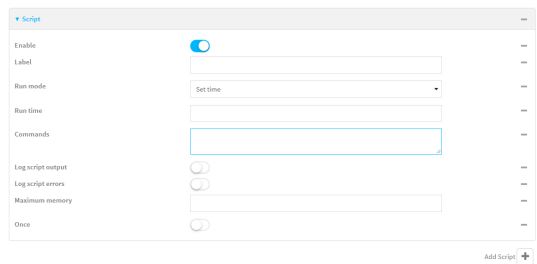 Script
Enable
Label
Run mode
Set time
Run time
Commands
Log script output
Log script errors
Maximum memory
Once
Add Script